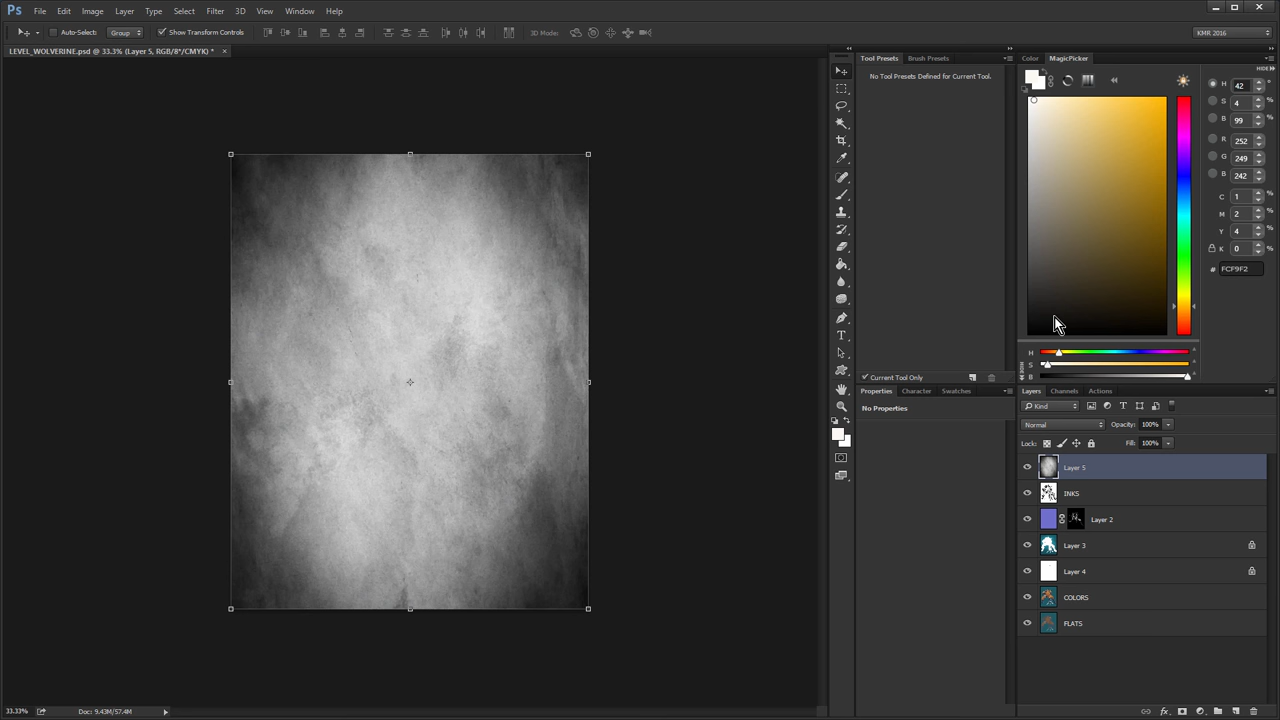 Ps File Edit Image Layer Type Select Filter 3D View Window Help
Auto-Select: Group Show Transform Controls 3D Mode: KMR 2016
LEVEL_WOLVERINE.psd @ 33.3% (Layer 5, RGB/8*/CMYK) * ×
Tool Presets Brush Presets
No Tool Presets Defined for Current Tool.
Current Tool Only
Properties Character Swatches
No Properties
Color MagicPicker
HIDE
H 42 °
S 4 %
B 99 %
R 252
G 249
B 242
C 1 %
M 2 %
Y 4 %
K 0 %
# FCF9F2
H
S
B
Layers Channels Actions
Kind
Normal Opacity: 100%
Lock: Fill: 100%
Layer 5
INKS
Layer 2
Layer 3
Layer 4
COLORS
FLATS
33.33% Doc: 9.43M/57.4M